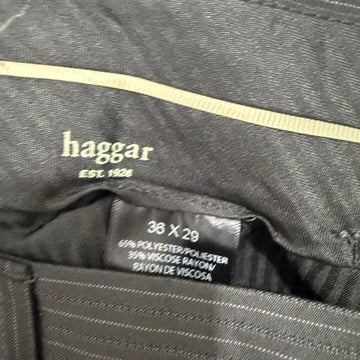 haggar
EST. 1926
36 X 29
65% POLYESTER/POLIESTER
35% VISCOSE RAYON/
RAYON DE VISCOSA